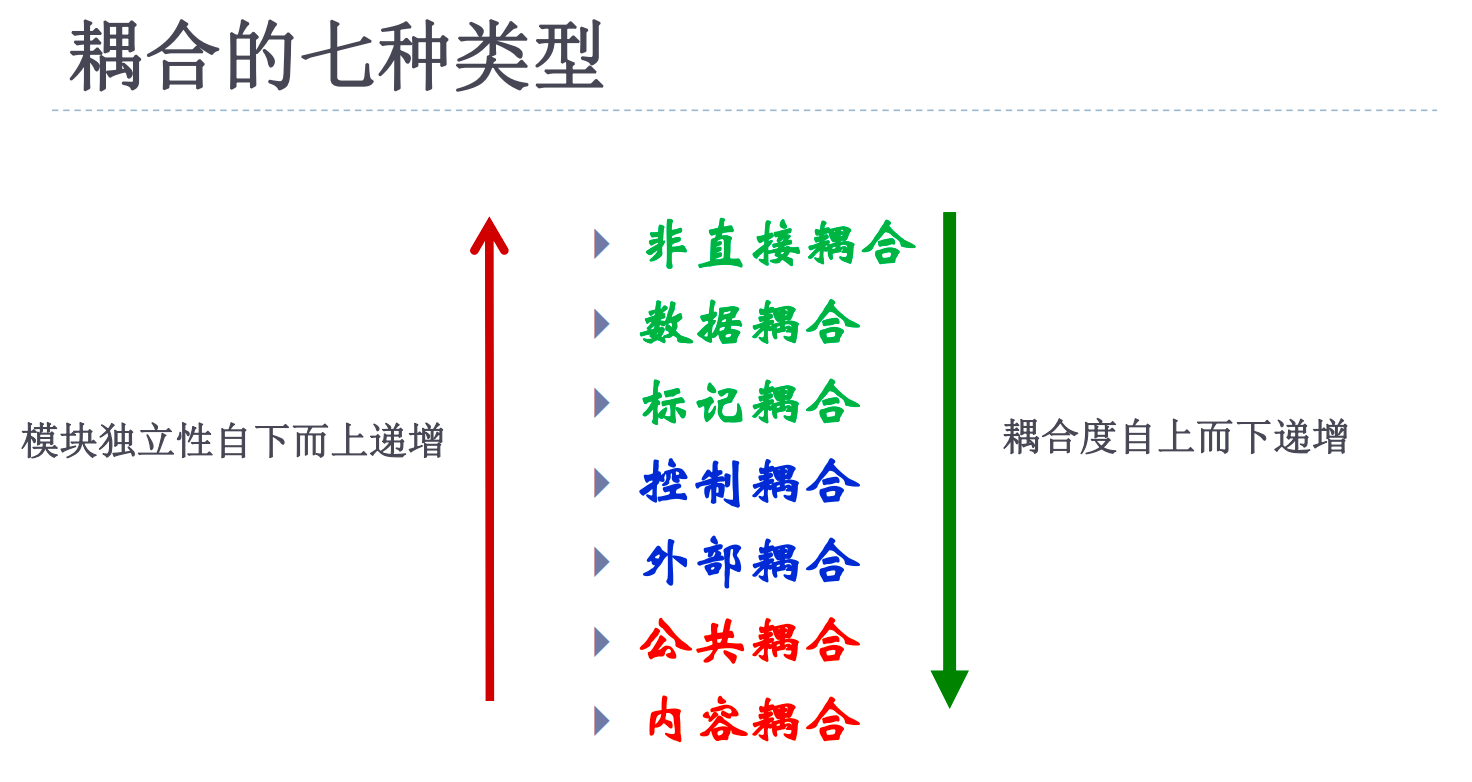 耦合的七种类型
非直接耦合
数据耦合
标记耦合
模块独立性自下而上递增
耦合度自上而下递增
控制耦合
外部耦合
公共耦合
内容耦合